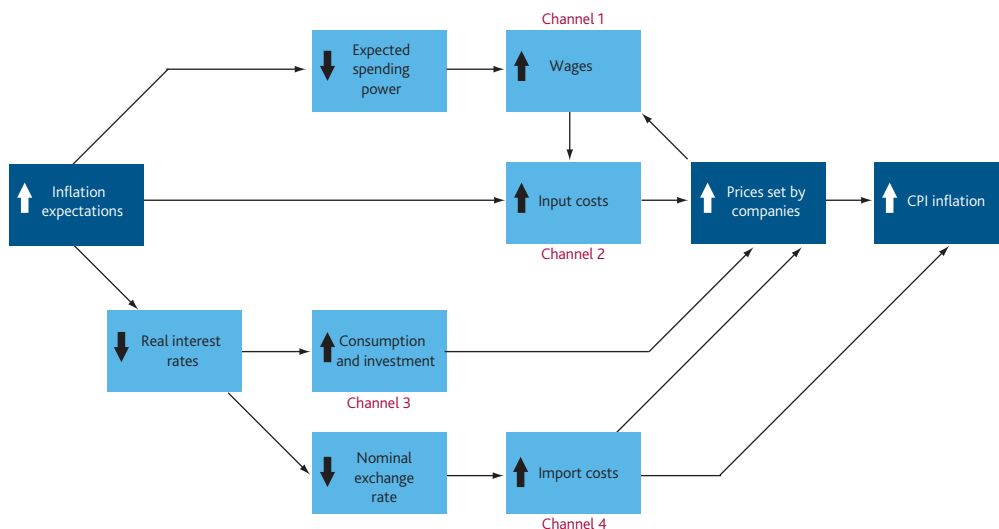 Channel 1
Expected
spending
power
Wages
Inflation
expectations
Input costs
Prices set by
companies
CPI inflation
Channel 2
Real interest
rates
Consumption
and investment
Channel 3
Nominal
exchange
rate
Import costs
Channel 4